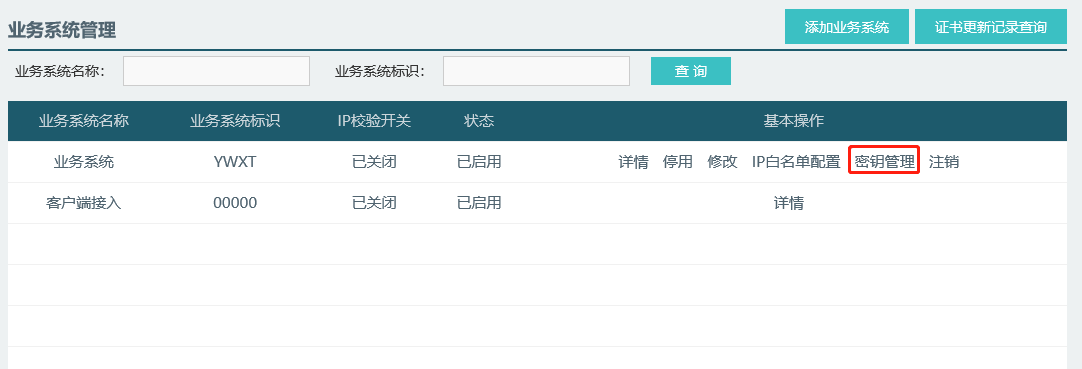 业务系统管理 添加业务系统 证书更新记录查询
业务系统名称： 业务系统标识： 查 询
业务系统名称 业务系统标识 IP校验开关 状态 基本操作
业务系统 YWXT 已关闭 已启用 详情 停用 修改 IP白名单配置 密钥管理 注销
客户端接入 00000 已关闭 已启用 详情